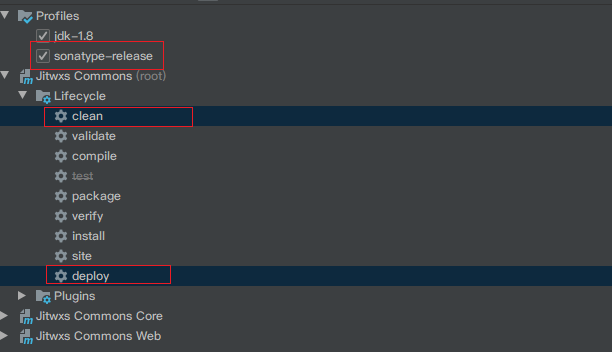 Profiles
jdk-1.8
sonatype-release
Jitwxs Commons (root)
Lifecycle
clean
validate
compile
test
package
verify
install
site
deploy
Plugins
Jitwxs Commons Core
Jitwxs Commons Web